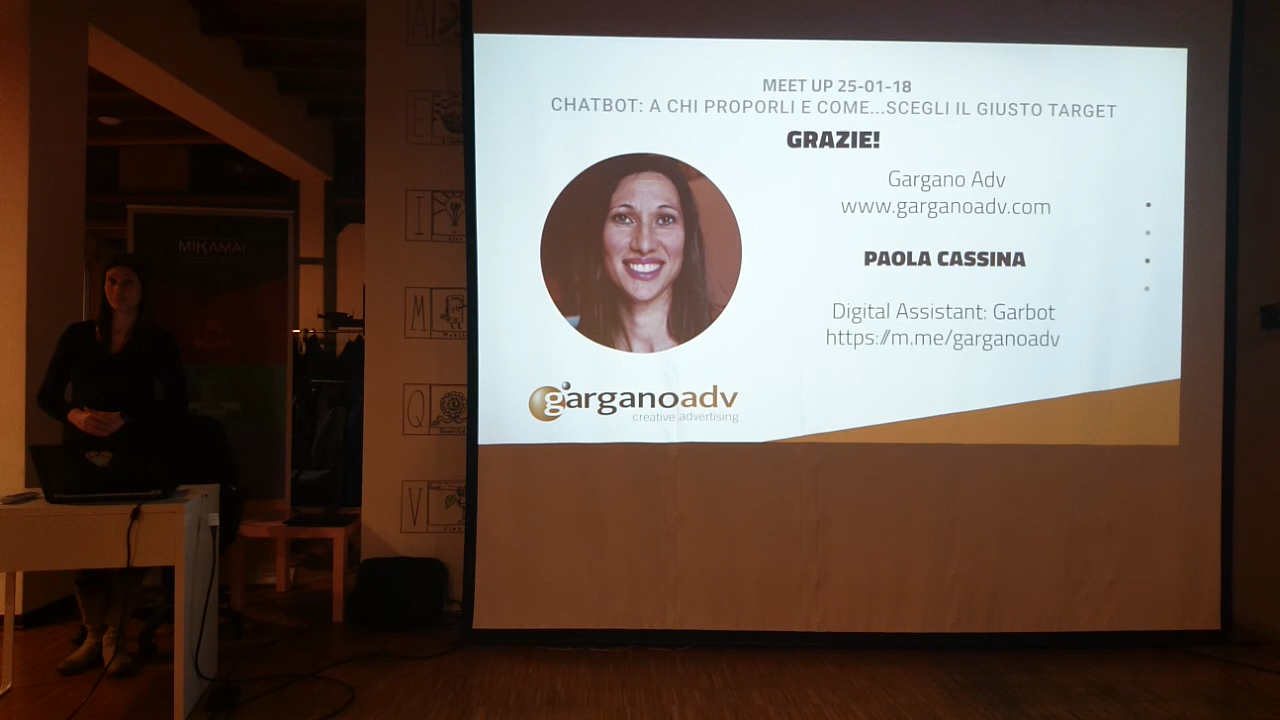 MEET UP 25-01-18
CHATBOT: A CHI PROPORLI E COME...SCEGLI IL GIUSTO TARGET
GRAZIE!
Gargano Adv
www.garganoadv.com
PAOLA CASSINA
Digital Assistant: Garbot
https://m.me/garganoadv
garganoadv
creative advertising
MIKAMAI
A
E
I
M
Q
Quality
V